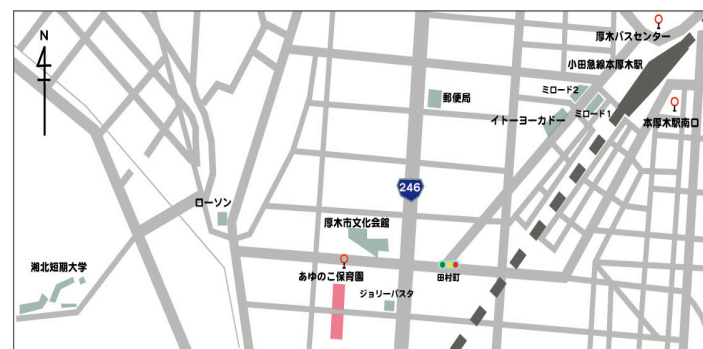 N
厚木バスセンター
小田急線本厚木駅
ミロード2
郵便局
ミロード1
イトーヨーカドー
本厚木駅南口
246
ローソン
厚木市文化会館
湘北短期大学
あゆのこ保育園
田村町
ジョリーパスタ